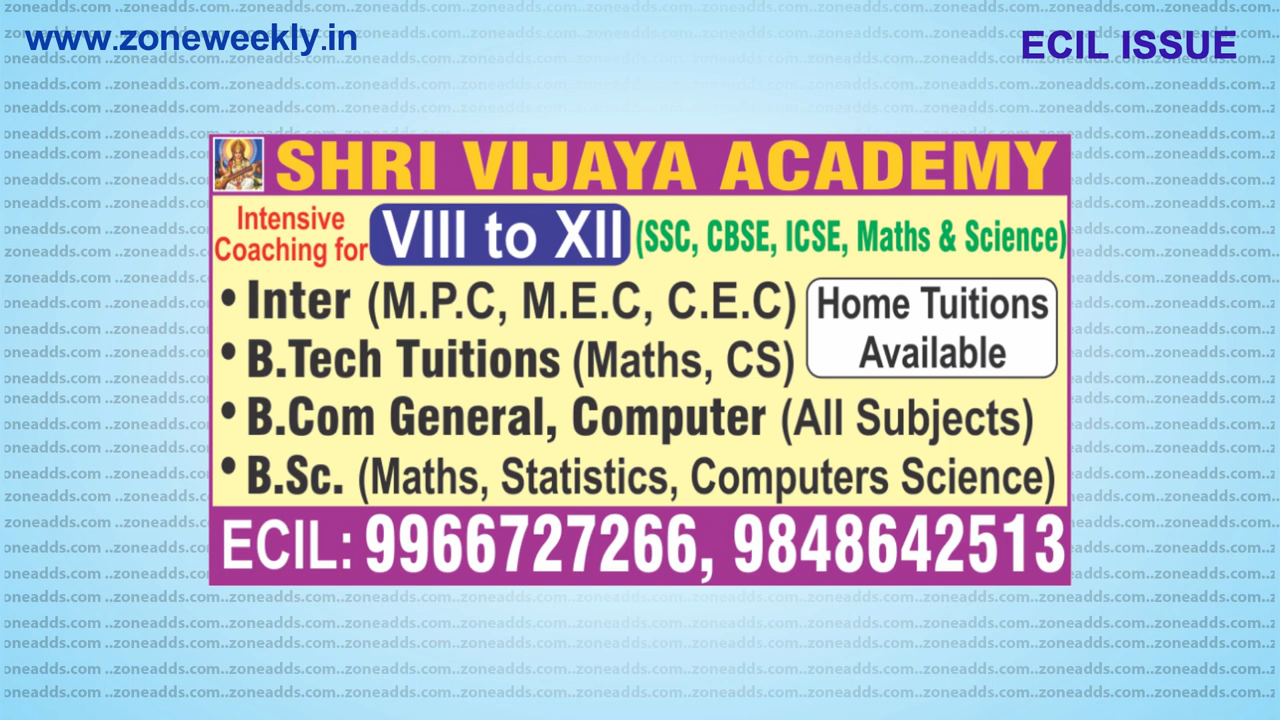 www.zoneweekly.in
ECIL ISSUE
SHRI VIJAYA ACADEMY
Intensive
Coaching for
VIII to XII
(SSC, CBSE, ICSE, Maths & Science)
• Inter (M.P.C, M.E.C, C.E.C)
Home Tuitions
Available
• B.Tech Tuitions (Maths, CS)
• B.Com General, Computer (All Subjects)
• B.Sc. (Maths, Statistics, Computers Science)
ECIL: 9966727266, 9848642513